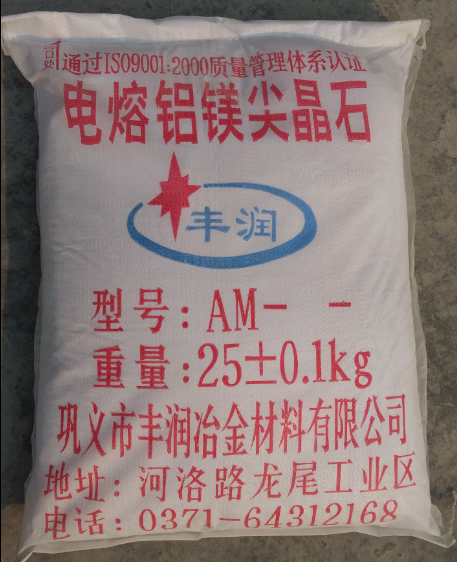 通过ISO9001:2000质量管理体系认证
电熔铝镁尖晶石
丰润
型号:AM- -
重量:25±0.1kg
巩义市丰润冶金材料有限公司
地址:河洛路龙尾工业区
电话:0371-64312168